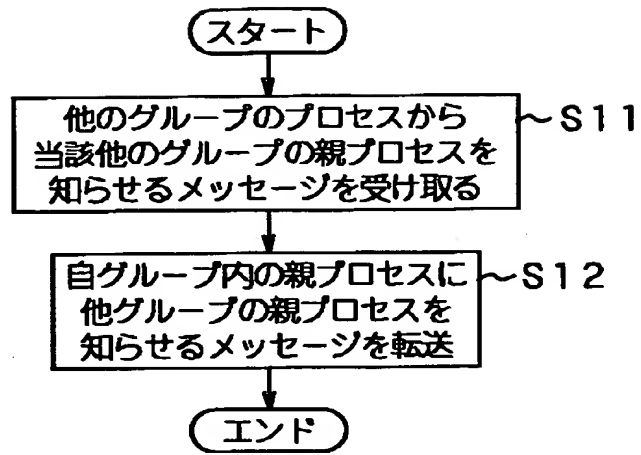 スタート
他のグループのプロセスから
当該他のグループの親プロセスを
知らせるメッセージを受け取る
～S11
自グループ内の親プロセスに
他グループの親プロセスを
知らせるメッセージを転送
～S12
エンド